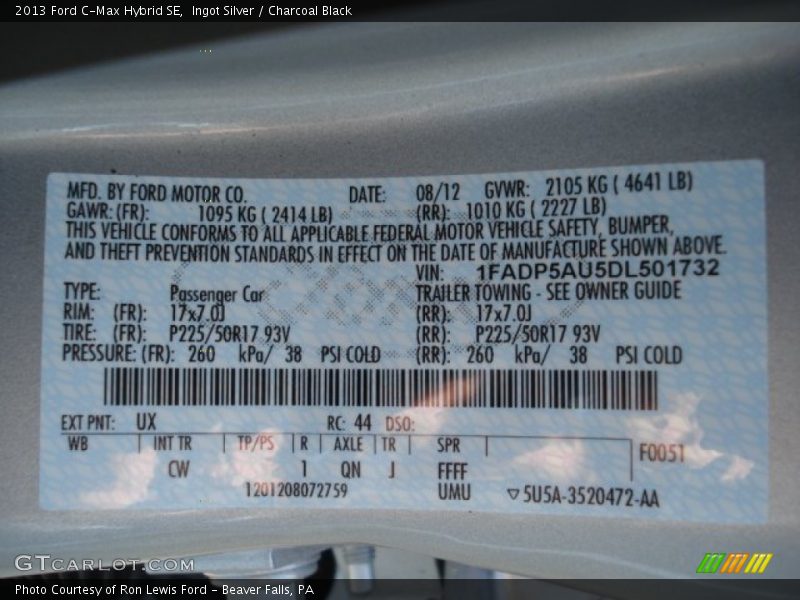 2013 Ford C-Max Hybrid SE,  Ingot Silver / Charcoal Black
MFD. BY FORD MOTOR CO. DATE: 08/12 GVWR: 2105 KG ( 4641 LB)
GAWR: (FR): 1095 KG ( 2414 LB) (RR): 1010 KG ( 2227 LB)
THIS VEHICLE CONFORMS TO ALL APPLICABLE FEDERAL MOTOR VEHICLE SAFETY, BUMPER,
AND THEFT PREVENTION STANDARDS IN EFFECT ON THE DATE OF MANUFACTURE SHOWN ABOVE.
VIN: 1FADP5AU5DL501732
TYPE: Passenger Car TRAILER TOWING - SEE OWNER GUIDE
RIM: (FR): 17x7.0J (RR): 17x7.0J
TIRE: (FR): P225/50R17 93V (RR): P225/50R17 93V
PRESSURE: (FR): 260 kPa/ 38 PSI COLD (RR): 260 kPa/ 38 PSI COLD
EXT PNT: UX RC: 44 DSO:
WB INT TR TP/PS R AXLE TR SPR F0051
CW 1 QN J FFFF
1201208072759 UMU ▽5U5A-3520472-AA
GTCARLOT.COM
Photo Courtesy of Ron Lewis Ford - Beaver Falls, PA